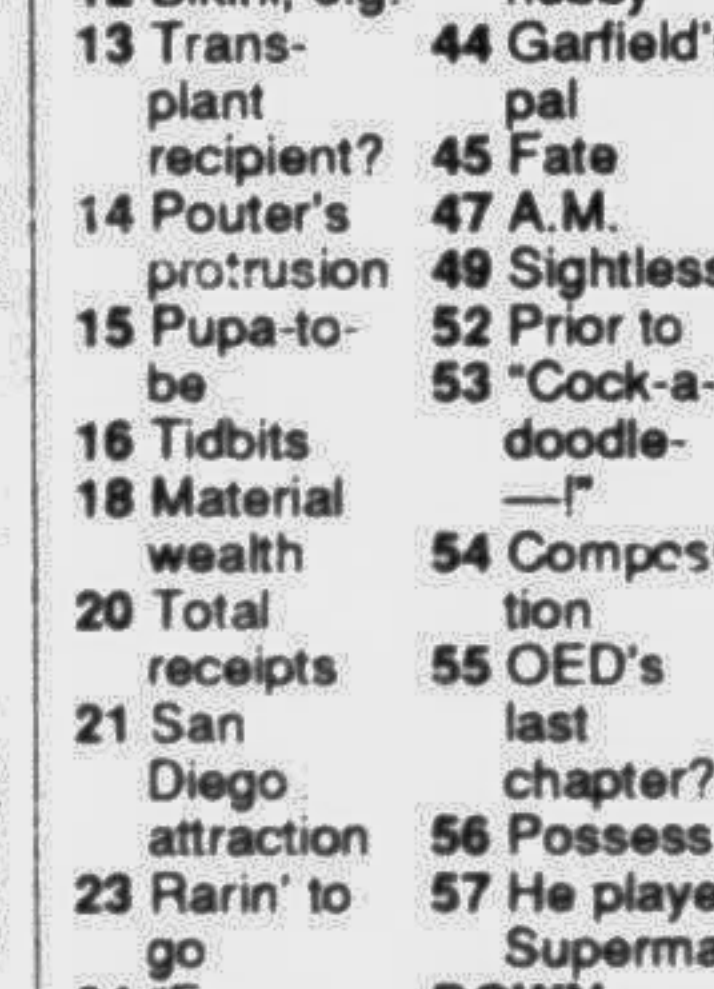 13 Trans-
plant
recipient?
14 Pouter's
protrusion
15 Pupa-to-
be
16 Tidbits
18 Material
wealth
20 Total
receipts
21 San
Diego
attraction
23 Rarin' to
go
44 Garfield's
pal
45 Fate
47 A.M.
49 Sightless
52 Prior to
53 "Cock-a-
doodle-
—!"
54 Compos
tion
55 OED's
last
chapter?
56 Possess
57 He playe
Superma